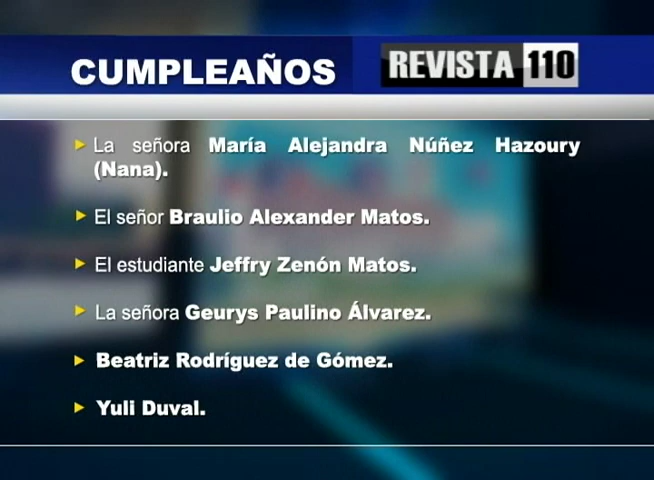 CUMPLEAÑOS
REVISTA 110
La señora María Alejandra Núñez Hazoury
(Nana).
El señor Braulio Alexander Matos.
El estudiante Jeffry Zenón Matos.
La señora Geurys Paulino Álvarez.
Beatriz Rodríguez de Gómez.
Yuli Duval.